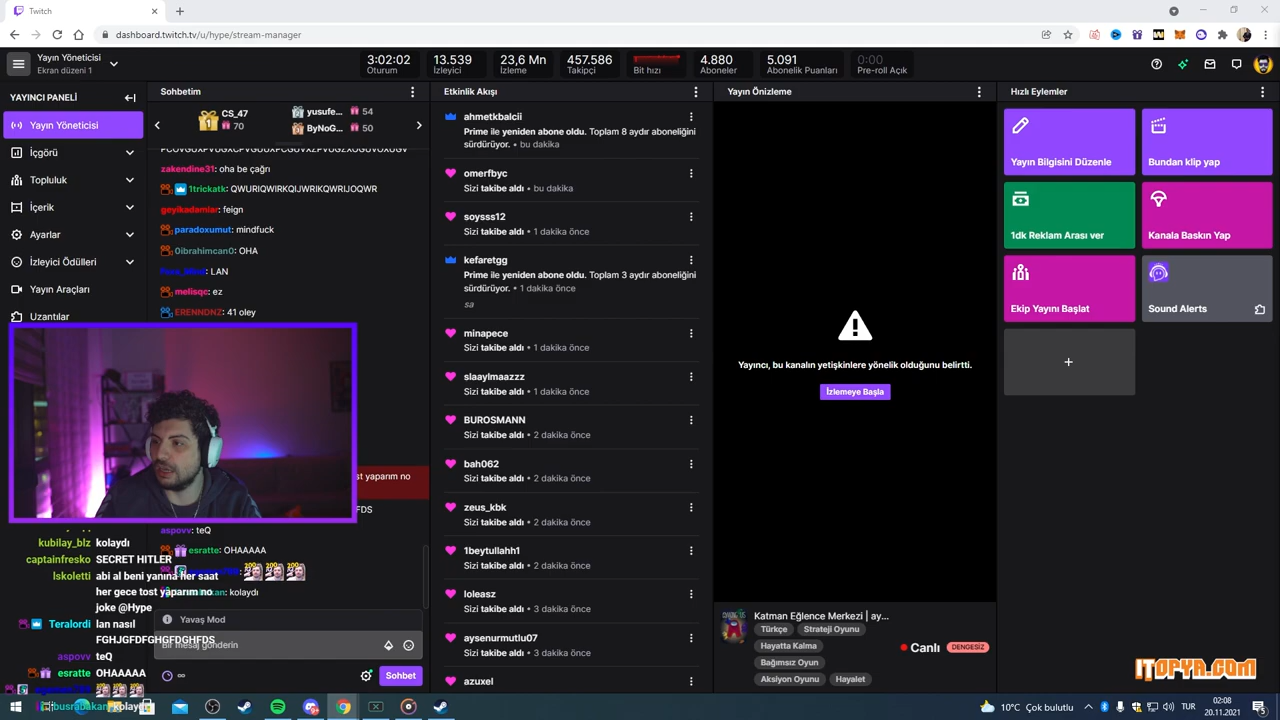 Twitch
dashboard.twitch.tv/u/hype/stream-manager
Yayın Yöneticisi
Ekran düzeni 1
3:02:02
Oturum
13.539
İzleyici
23,6 Mn
İzleme
457.586
Takipçi
Bit hızı
4.880
Aboneler
5.091
Abonelik Puanları
0:00
Pre-roll Açık
YAYINCI PANELİ
Yayın Yöneticisi
İçgörü
Topluluk
İçerik
Ayarlar
İzleyici Ödülleri
Yayın Araçları
Uzantılar
Sohbetim
1
CS_47
70
yusufe...
54
ByNoG...
50
zakendine31: oha be çağrı
1trickatk: QWURIQWIRKQIJWRIKQWRIJOQWR
geyikadamlar: feign
paradoxumut: mindfuck
0ibrahimcan0: OHA
LAN
melisqc: ez
ERENNDNZ: 41 oley
st yaparım no
FDS
aspovv: teQ
esratte: OHAAAAA
kolaydı
Yavaş Mod
Bir mesaj gönderin
Sohbet
kubilay_blz kolaydı
captainfresko SECRET HITLER
lskoletti abi al beni yanına her saat
her gece tost yaparım no
joke @Hype
Teralordi lan nasıl
FGHJGFDFGHGFDGHFDS
aspovv teQ
esratte OHAAAAA
busrabakan kolaydı
Etkinlik Akışı
ahmetkbalcii
Prime ile yeniden abone oldu. Toplam 8 aydır aboneliğini
sürdürüyor. • bu dakika
omerfbyc
Sizi takibe aldı • bu dakika
soysss12
Sizi takibe aldı • 1 dakika önce
kefaretgg
Prime ile yeniden abone oldu. Toplam 3 aydır aboneliğini
sürdürüyor. • 1 dakika önce
sa
minapece
Sizi takibe aldı • 1 dakika önce
slaaylmaazzz
Sizi takibe aldı • 1 dakika önce
BUROSMANN
Sizi takibe aldı • 2 dakika önce
bah062
Sizi takibe aldı • 2 dakika önce
zeus_kbk
Sizi takibe aldı • 2 dakika önce
1beytullahh1
Sizi takibe aldı • 2 dakika önce
loleasz
Sizi takibe aldı • 3 dakika önce
aysenurmutlu07
Sizi takibe aldı • 3 dakika önce
azuxel
Yayın Önizleme
Yayıncı, bu kanalın yetişkinlere yönelik olduğunu belirtti.
İzlemeye Başla
Katman Eğlence Merkezi | ay...
Türkçe
Strateji Oyunu
Hayatta Kalma
Bağımsız Oyun
Aksiyon Oyunu
Hayalet
Canlı
DENGESİZ
Hızlı Eylemler
Yayın Bilgisini Düzenle
Bundan klip yap
1dk Reklam Arası ver
Kanala Baskın Yap
Ekip Yayını Başlat
Sound Alerts
İTOPYA.COM
10°C Çok bulutlu
TUR
02:08
20.11.2021
5